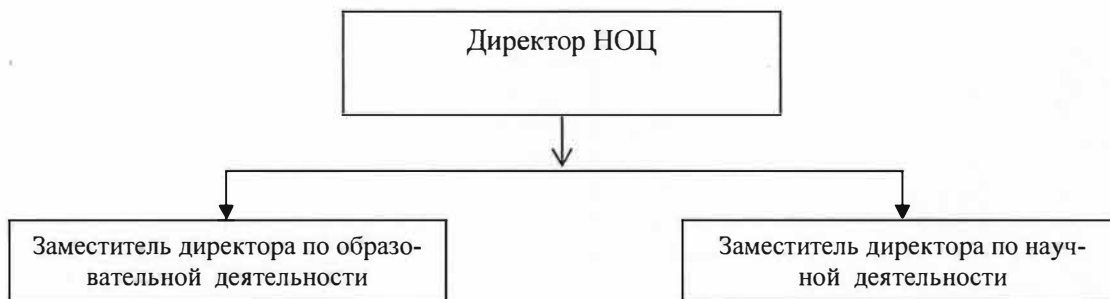 Директор НОЦ
Заместитель директора по образо-
вательной деятельности
Заместитель директора по науч-
ной деятельности